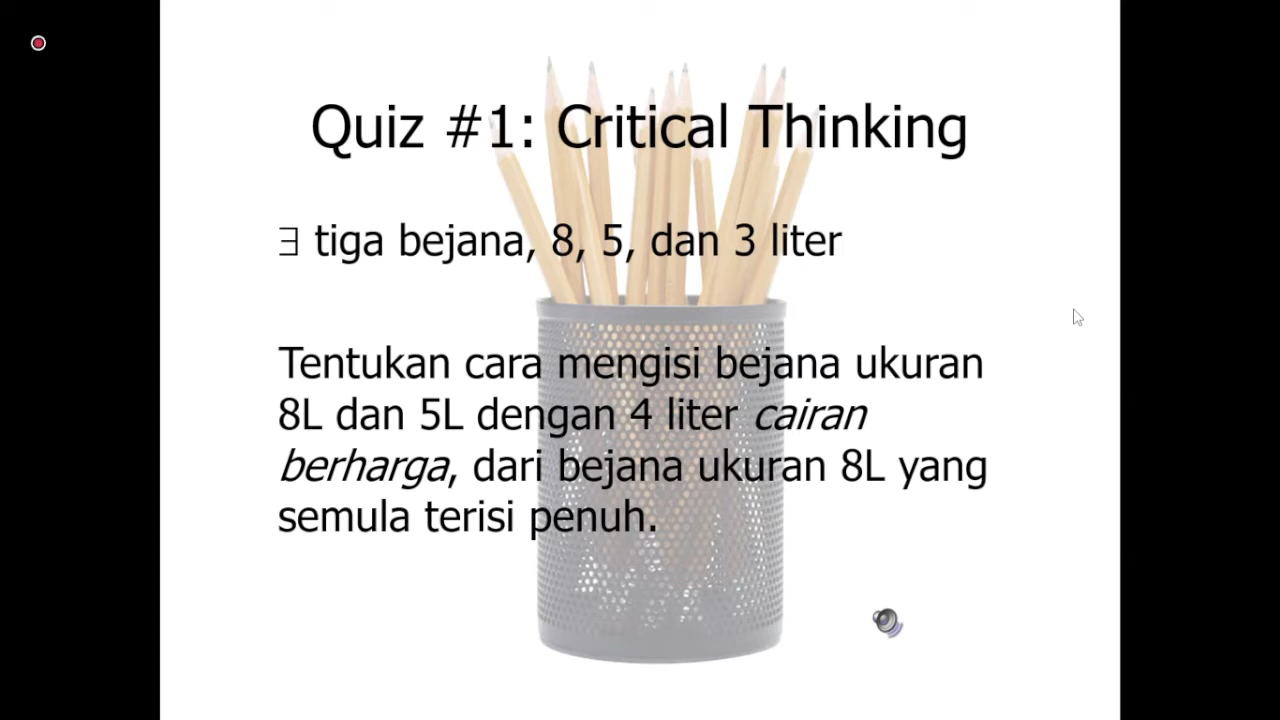 Quiz #1: Critical Thinking
∃ tiga bejana, 8, 5, dan 3 liter
Tentukan cara mengisi bejana ukuran
8L dan 5L dengan 4 liter cairan
berharga, dari bejana ukuran 8L yang
semula terisi penuh.